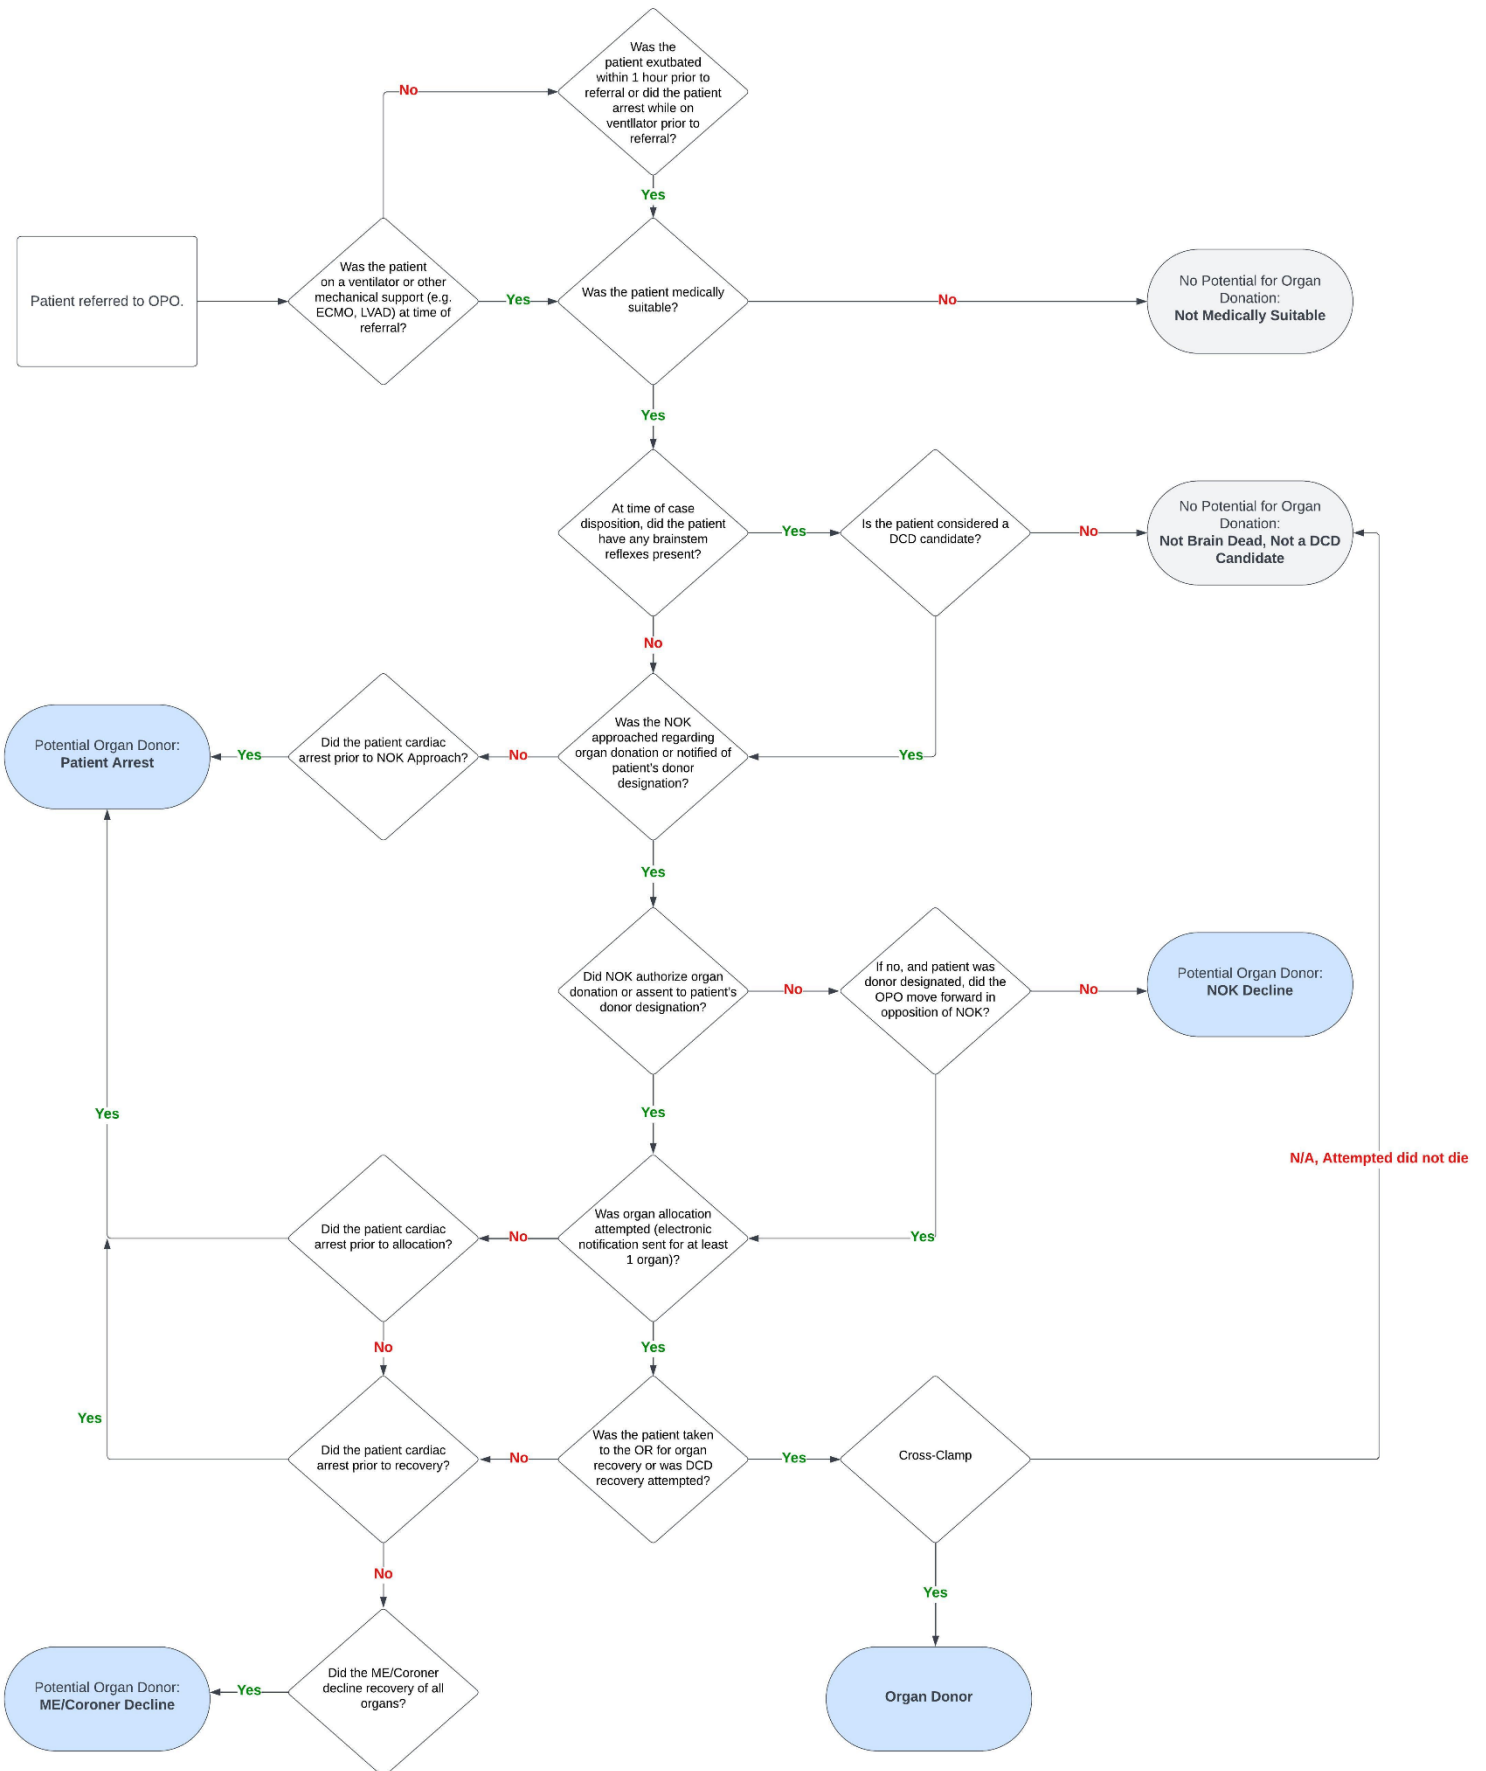 Was the
patient exutbated
within 1 hour prior to
referral or did the patient
arrest while on
ventllator prior to
referral?
No
Yes
Patient referred to OPO.
Was the patient
on a ventilator or other
mechanical support (e.g.
ECMO, LVAD) at time of
referral?
Yes
Was the patient medically
suitable?
No
No Potential for Organ
Donation:
Not Medically Suitable
Yes
At time of case
disposition, did the patient
have any brainstem
reflexes present?
Yes
Is the patient considered a
DCD candidate?
No
No Potential for Organ
Donation:
Not Brain Dead, Not a DCD
Candidate
No
Potential Organ Donor:
Patient Arrest
Yes
Did the patient cardiac
arrest prior to NOK Approach?
No
Was the NOK
approached regarding
organ donation or notified of
patient's donor
designation?
Yes
Yes
Did NOK authorize organ
donation or assent to patient's
donor designation?
No
If no, and patient was
donor designated, did the
OPO move forward in
opposition of NOK?
No
Potential Organ Donor:
NOK Decline
Yes
Yes
N/A, Attempted did not die
Did the patient cardiac
arrest prior to allocation?
No
Was organ allocation
attempted (electronic
notification sent for at least
1 organ)?
Yes
No
Yes
Yes
Did the patient cardiac
arrest prior to recovery?
No
Was the patient taken
to the OR for organ
recovery or was DCD
recovery attempted?
Yes
Cross-Clamp
No
Yes
Potential Organ Donor:
ME/Coroner Decline
Yes
Did the ME/Coroner
decline recovery of all
organs?
Organ Donor